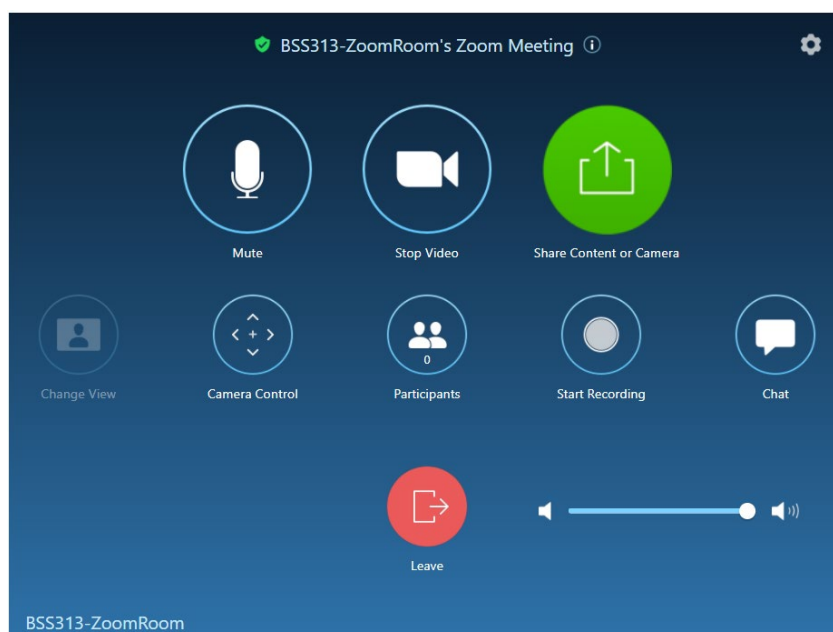 BSS313-ZoomRoom's Zoom Meeting
Mute
Stop Video
Share Content or Camera
0
Change View
Camera Control
Participants
Start Recording
Chat
Leave
BSS313-ZoomRoom